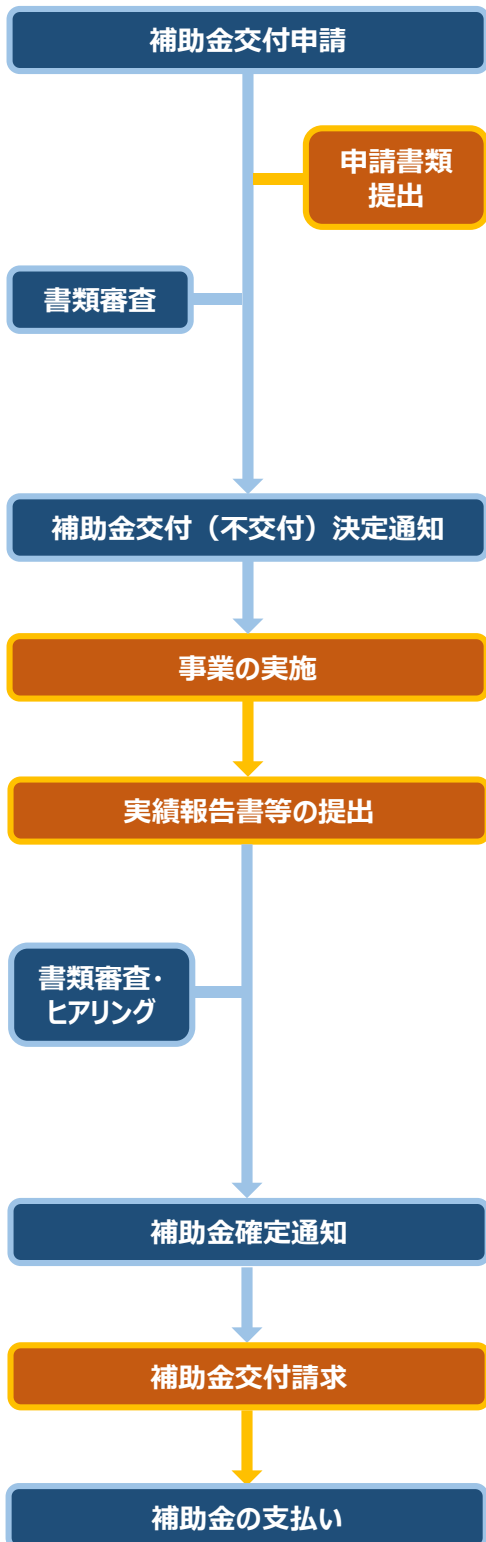 補助金交付申請
申請書類
提出
書類審査
補助金交付（不交付）決定通知
事業の実施
実績報告書等の提出
書類審査・
ヒアリング
補助金確定通知
補助金交付請求
補助金の支払い